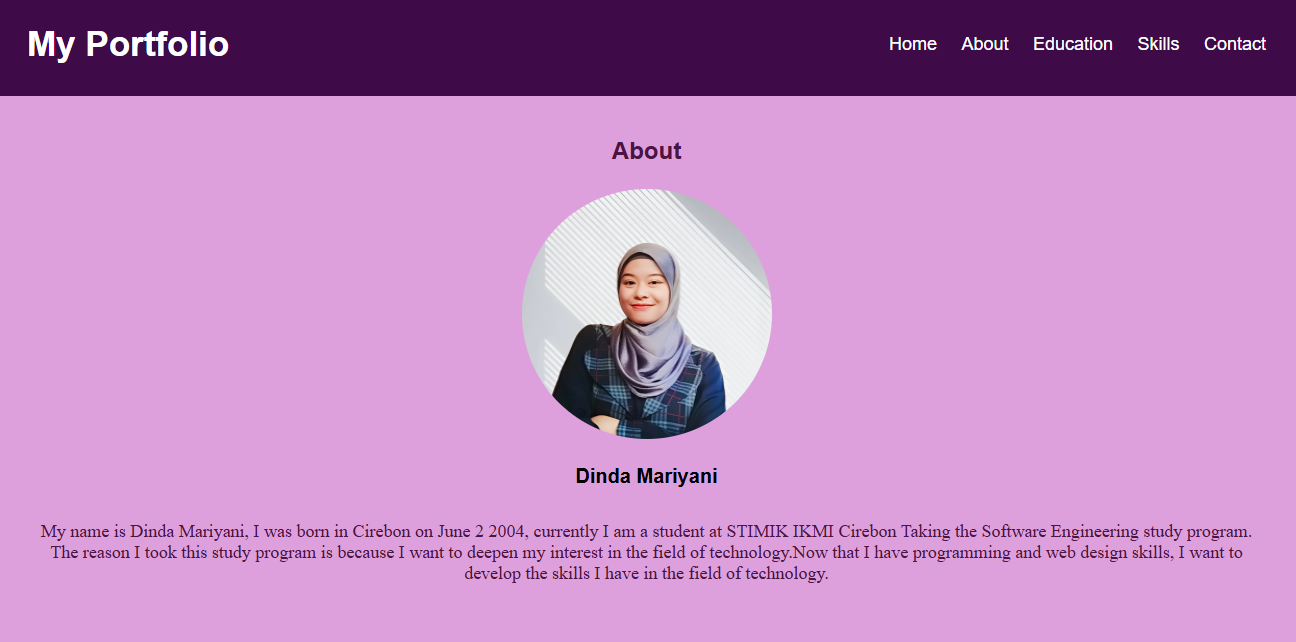 My Portfolio
Home About Education Skills Contact
About
Dinda Mariyani
My name is Dinda Mariyani, I was born in Cirebon on June 2 2004, currently I am a student at STIMIK IKMI Cirebon Taking the Software Engineering study program.
The reason I took this study program is because I want to deepen my interest in the field of technology.Now that I have programming and web design skills, I want to
develop the skills I have in the field of technology.